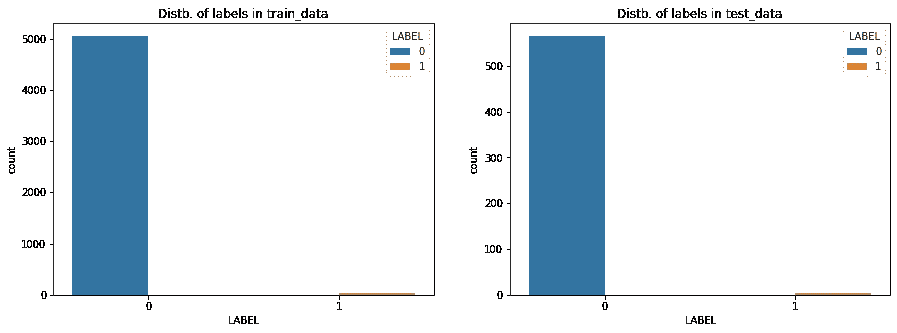 Distb. of labels in train_data
LABEL
0
1
5000
4000
3000
2000
1000
0
count
0
1
LABEL
Distb. of labels in test_data
LABEL
0
1
500
400
300
200
100
0
count
0
1
LABEL